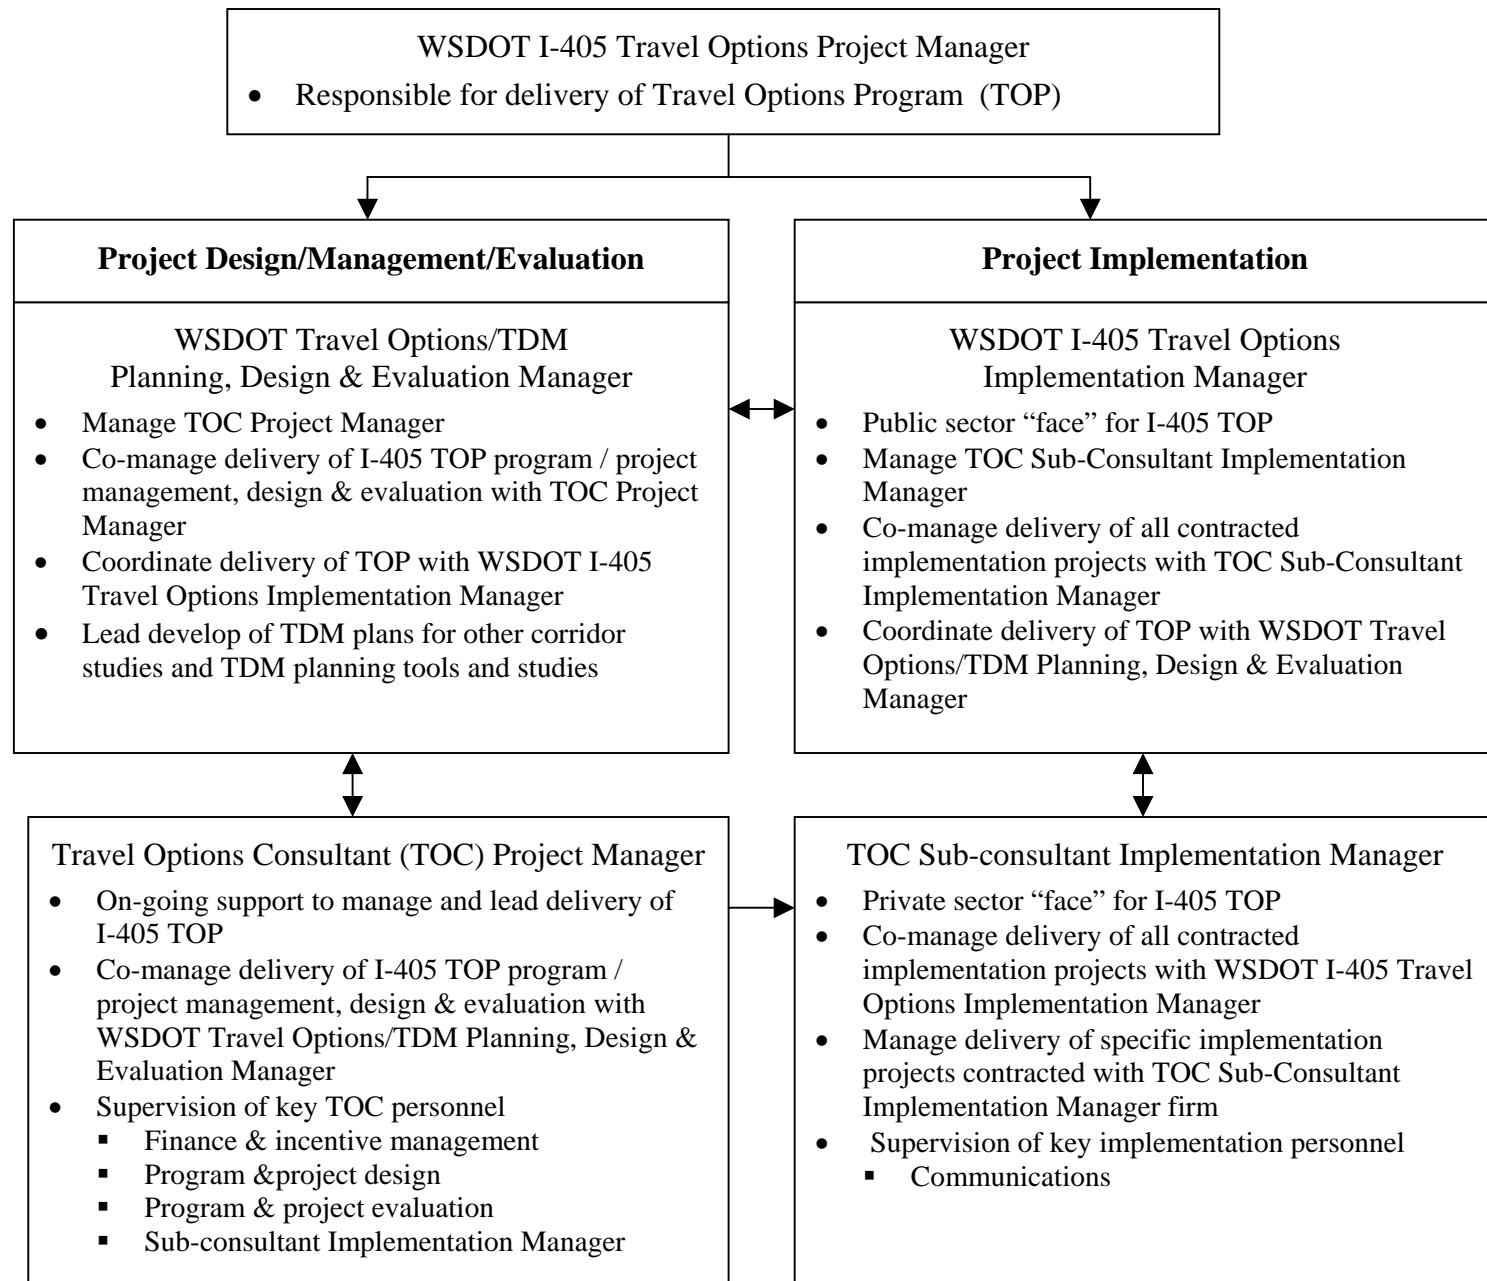 WSDOT I-405 Travel Options Project Manager
• Responsible for delivery of Travel Options Program  (TOP)
Project Design/Management/Evaluation
WSDOT Travel Options/TDM
Planning, Design & Evaluation Manager
• Manage TOC Project Manager
• Co-manage delivery of I-405 TOP program / project
management, design & evaluation with TOC Project
Manager
• Coordinate delivery of TOP with WSDOT I-405
Travel Options Implementation Manager
• Lead develop of TDM plans for other corridor
studies and TDM planning tools and studies
Project Implementation
WSDOT I-405 Travel Options
Implementation Manager
• Public sector “face” for I-405 TOP
• Manage TOC Sub-Consultant Implementation
Manager
• Co-manage delivery of all contracted
implementation projects with TOC Sub-Consultant
Implementation Manager
• Coordinate delivery of TOP with WSDOT Travel
Options/TDM Planning, Design & Evaluation
Manager
Travel Options Consultant (TOC) Project Manager
• On-going support to manage and lead delivery of
I-405 TOP
• Co-manage delivery of I-405 TOP program /
project management, design & evaluation with
WSDOT Travel Options/TDM Planning, Design &
Evaluation Manager
• Supervision of key TOC personnel
▪ Finance & incentive management
▪ Program &project design
▪ Program & project evaluation
▪ Sub-consultant Implementation Manager
TOC Sub-consultant Implementation Manager
• Private sector “face” for I-405 TOP
• Co-manage delivery of all contracted
implementation projects with WSDOT I-405 Travel
Options Implementation Manager
• Manage delivery of specific implementation
projects contracted with TOC Sub-Consultant
Implementation Manager firm
• Supervision of key implementation personnel
▪ Communications